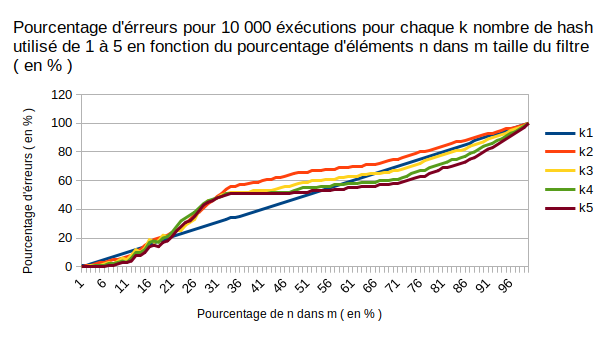 Pourcentage d'érreurs pour 10 000 éxécutions pour chaque k nombre de hash
utilisé de 1 à 5 en fonction du pourcentage d'éléments n dans m taille du filtre
( en % )
120
100
80
60
40
20
0
Pourcentage d'érreurs ( en % )
1 6 11 16 21 26 31 36 41 46 51 56 61 66 71 76 81 86 91 96
Pourcentage de n dans m ( en % )
k1
k2
k3
k4
k5